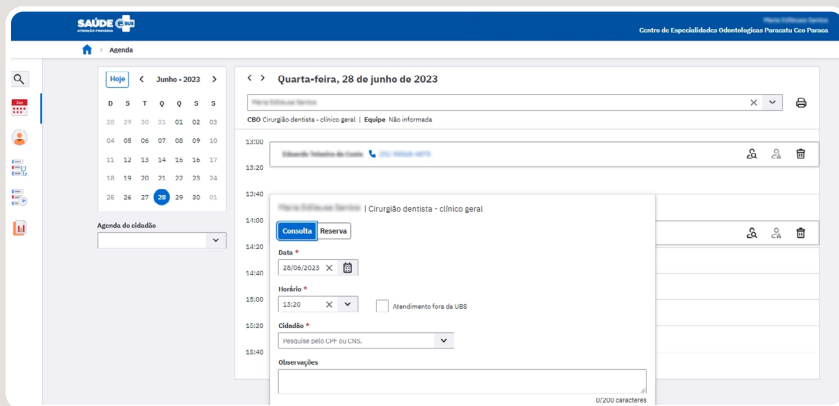 SAÚDE e SUS
ATENÇÃO PRIMÁRIA
Centro de Especialidades Odontologicas Paracatu Ceo Paraca
Agenda
Hoje
Junho - 2023
D S T Q Q S S
28 29 30 31 01 02 03
04 05 06 07 08 09 10
11 12 13 14 15 16 17
18 19 20 21 22 23 24
25 26 27 28 29 30 01
Agenda do cidadão
Quarta-feira, 28 de junho de 2023
CBO Cirurgião dentista - clínico geral | Equipe Não informada
13:00
13:20
13:40
14:00
14:20
14:40
15:00
15:20
15:40
| Cirurgião dentista - clínico geral
Consulta Reserva
Data *
28/06/2023
Horário *
13:20
Atendimento fora da UBS
Cidadão *
Pesquise pelo CPF ou CNS.
Observações
0/200 caracteres